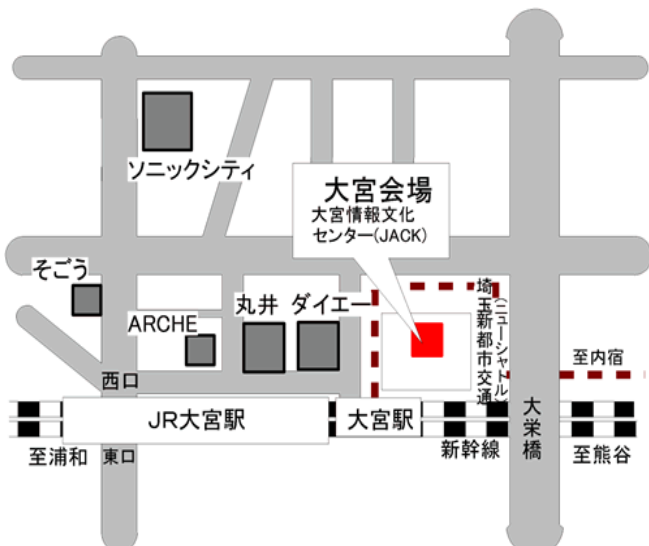 ソニックシティ
大宮会場
大宮情報文化
センター(JACK)
そごう
ARCHE
丸井
ダイエー
埼玉新都市交通
(ニューシャトル)
至内宿
西口
JR大宮駅
大宮駅
大栄橋
至浦和
東口
新幹線
至熊谷